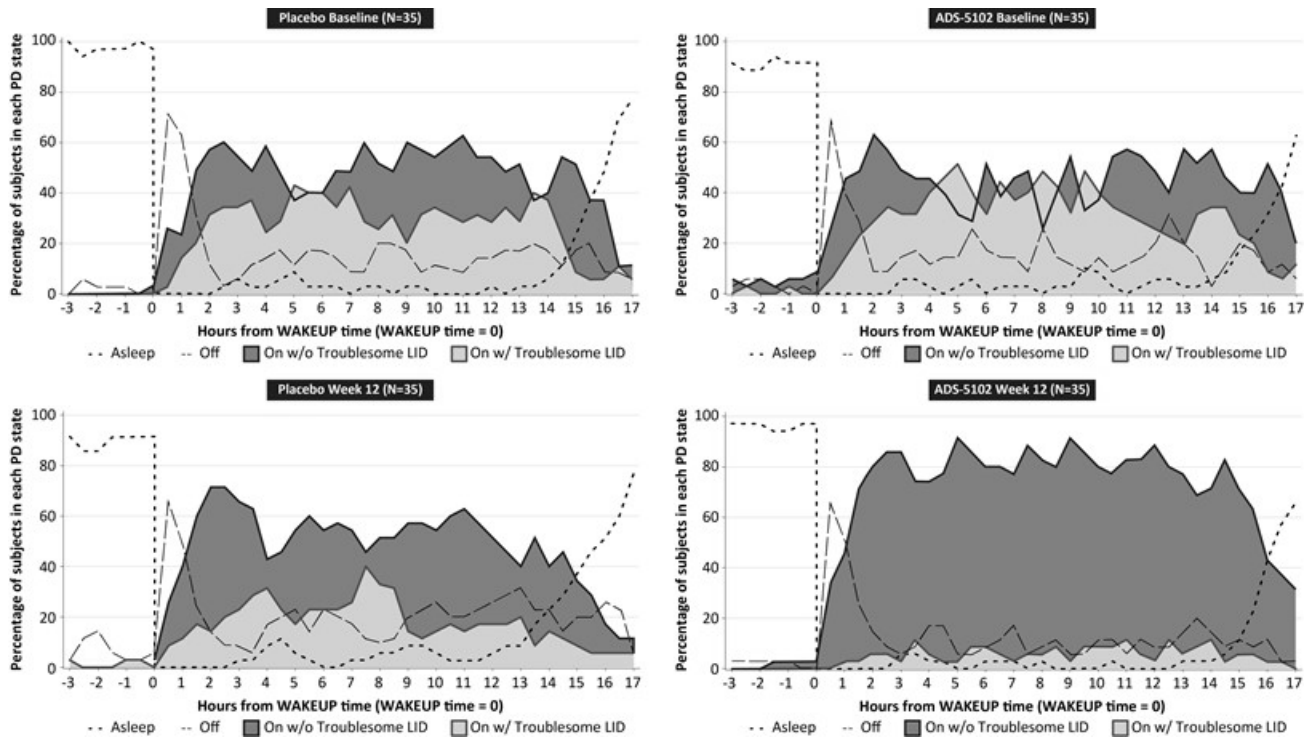 Placebo Baseline (N=35)
Percentage of subjects in each PD state
100
80
60
40
20
0
-3 -2 -1 0 1 2 3 4 5 6 7 8 9 10 11 12 13 14 15 16 17
Hours from WAKEUP time (WAKEUP time = 0)
Asleep Off On w/o Troublesome LID On w/ Troublesome LID
ADS-5102 Baseline (N=35)
Percentage of subjects in each PD state
100
80
60
40
20
0
-3 -2 -1 0 1 2 3 4 5 6 7 8 9 10 11 12 13 14 15 16 17
Hours from WAKEUP time (WAKEUP time = 0)
Asleep Off On w/o Troublesome LID On w/ Troublesome LID
Placebo Week 12 (N=35)
Percentage of subjects in each PD state
100
80
60
40
20
0
-3 -2 -1 0 1 2 3 4 5 6 7 8 9 10 11 12 13 14 15 16 17
Hours from WAKEUP time (WAKEUP time = 0)
Asleep Off On w/o Troublesome LID On w/ Troublesome LID
ADS-5102 Week 12 (N=35)
Percentage of subjects in each PD state
100
80
60
40
20
0
-3 -2 -1 0 1 2 3 4 5 6 7 8 9 10 11 12 13 14 15 16 17
Hours from WAKEUP time (WAKEUP time = 0)
Asleep Off On w/o Troublesome LID On w/ Troublesome LID